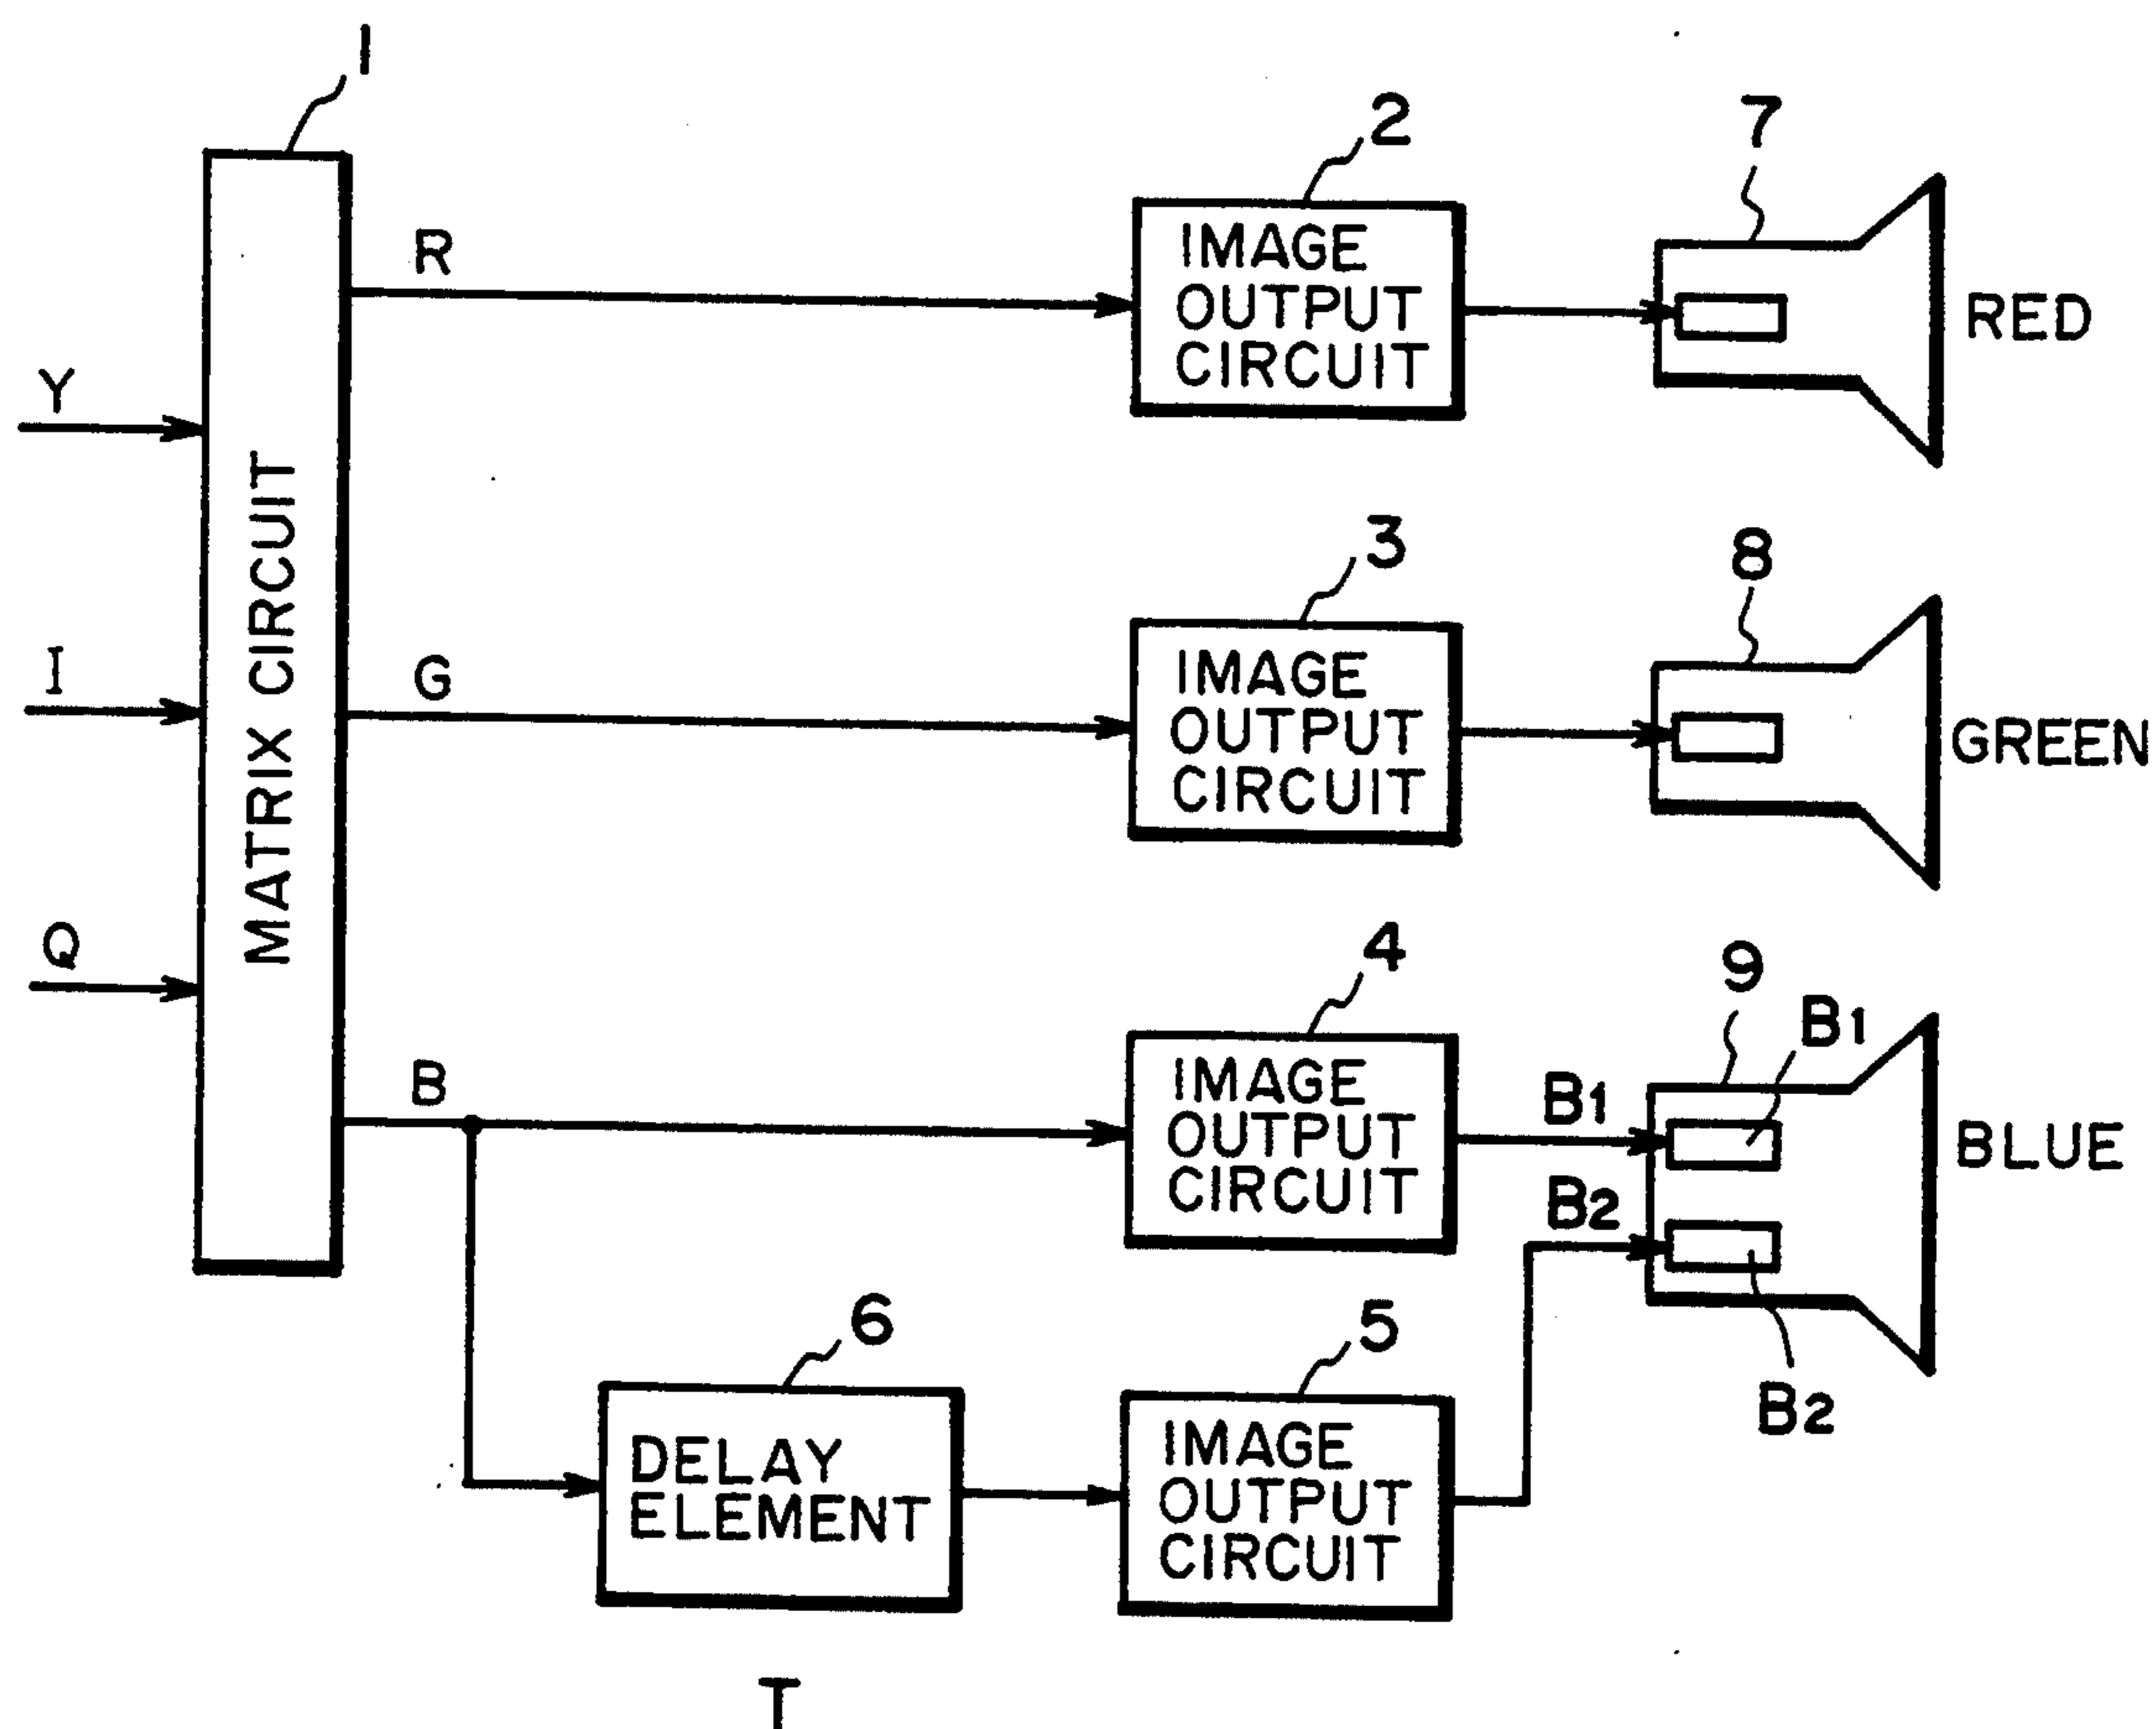 1
2
7
R
IMAGE
OUTPUT
CIRCUIT
RED
Y
MATRIX CIRCUIT
3
8
I
G
IMAGE
OUTPUT
CIRCUIT
GREEN
Q
4
9
B1
B
IMAGE
OUTPUT
CIRCUIT
B1
BLUE
B2
6
5
B2
DELAY
ELEMENT
IMAGE
OUTPUT
CIRCUIT